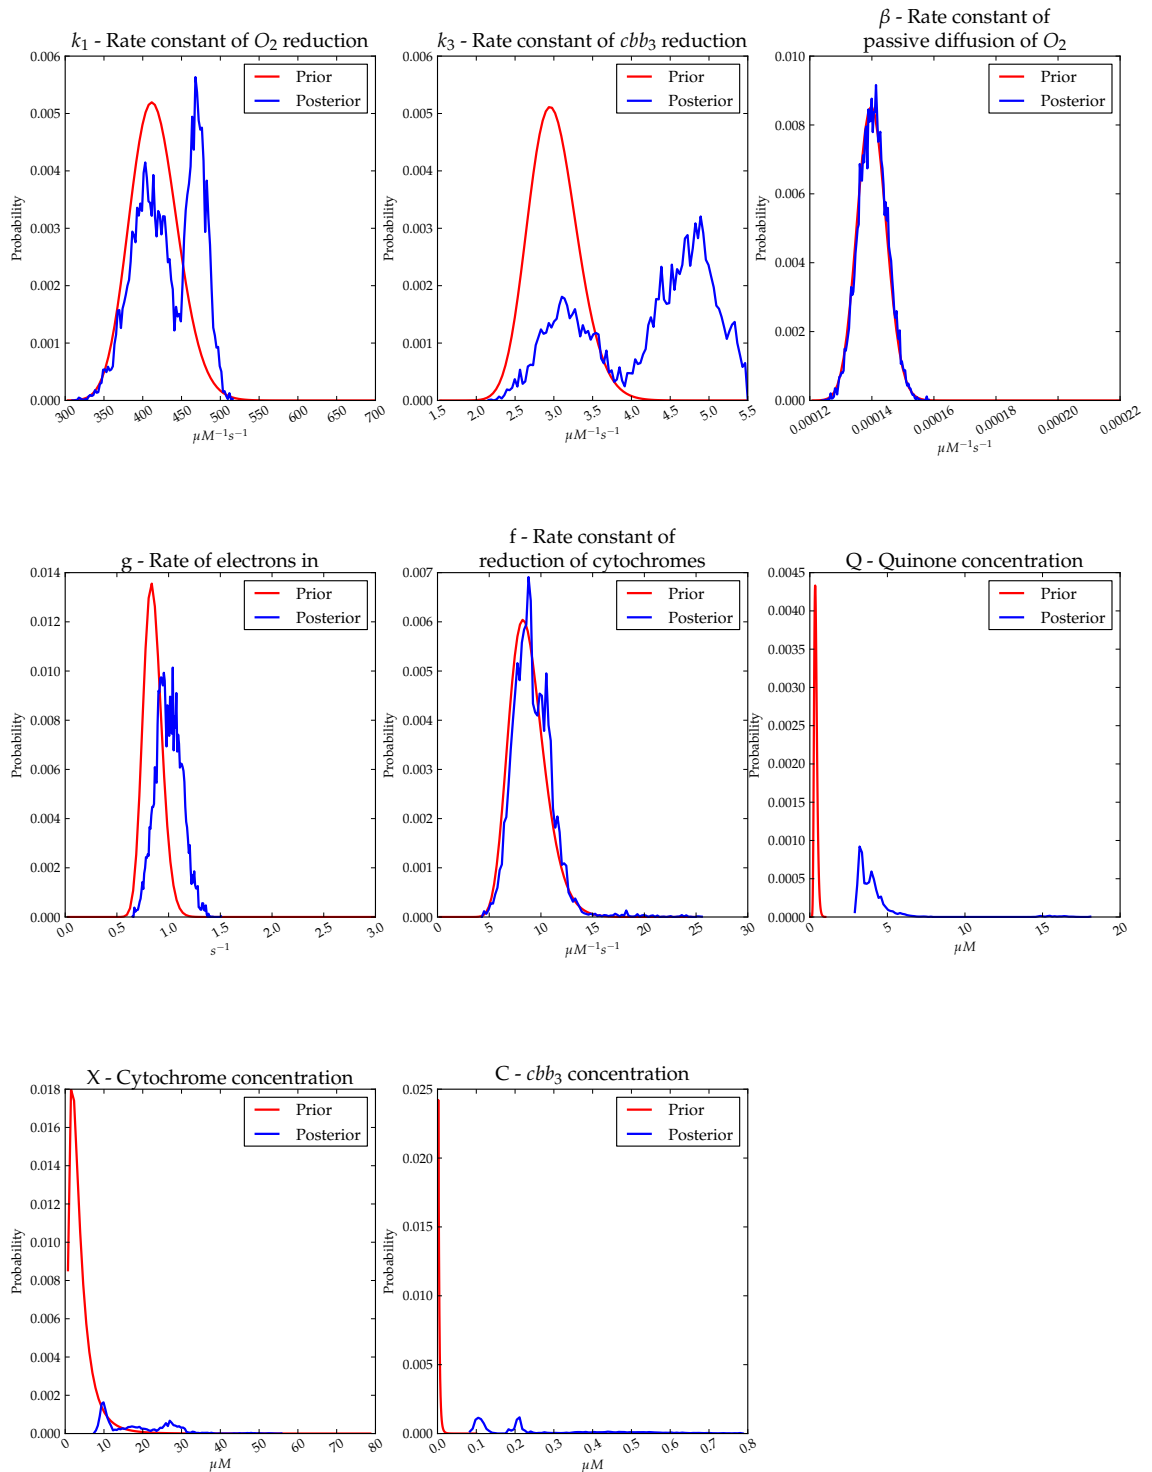 k₁ - Rate constant of O₂ reduction
0.006
0.005
0.004
0.003
0.002
0.001
0.000
Probability
Prior
Posterior
300
350
400
450
500
550
600
650
700
μM⁻¹s⁻¹
k₃ - Rate constant of cbb₃ reduction
0.006
0.005
0.004
0.003
0.002
0.001
0.000
Probability
Prior
Posterior
1.5
2.0
2.5
3.0
3.5
4.0
4.5
5.0
5.5
μM⁻¹s⁻¹
β - Rate constant of
passive diffusion of O₂
0.010
0.008
0.006
0.004
0.002
0.000
Probability
Prior
Posterior
0.00012
0.00014
0.00016
0.00018
0.00020
0.00022
μM⁻¹s⁻¹
g - Rate of electrons in
0.014
0.012
0.010
0.008
0.006
0.004
0.002
0.000
Probability
Prior
Posterior
0.0
0.5
1.0
1.5
2.0
2.5
3.0
s⁻¹
f - Rate constant of
reduction of cytochromes
0.007
0.006
0.005
0.004
0.003
0.002
0.001
0.000
Probability
Prior
Posterior
0
5
10
15
20
25
30
μM⁻¹s⁻¹
Q - Quinone concentration
0.0045
0.0040
0.0035
0.0030
0.0025
0.0020
0.0015
0.0010
0.0005
0.0000
Probability
Prior
Posterior
0
5
10
15
20
μM
X - Cytochrome concentration
0.018
0.016
0.014
0.012
0.010
0.008
0.006
0.004
0.002
0.000
Probability
Prior
Posterior
0
10
20
30
40
50
60
70
80
μM
C - cbb₃ concentration
0.025
0.020
0.015
0.010
0.005
0.000
Probability
Prior
Posterior
0.0
0.1
0.2
0.3
0.4
0.5
0.6
0.7
0.8
μM